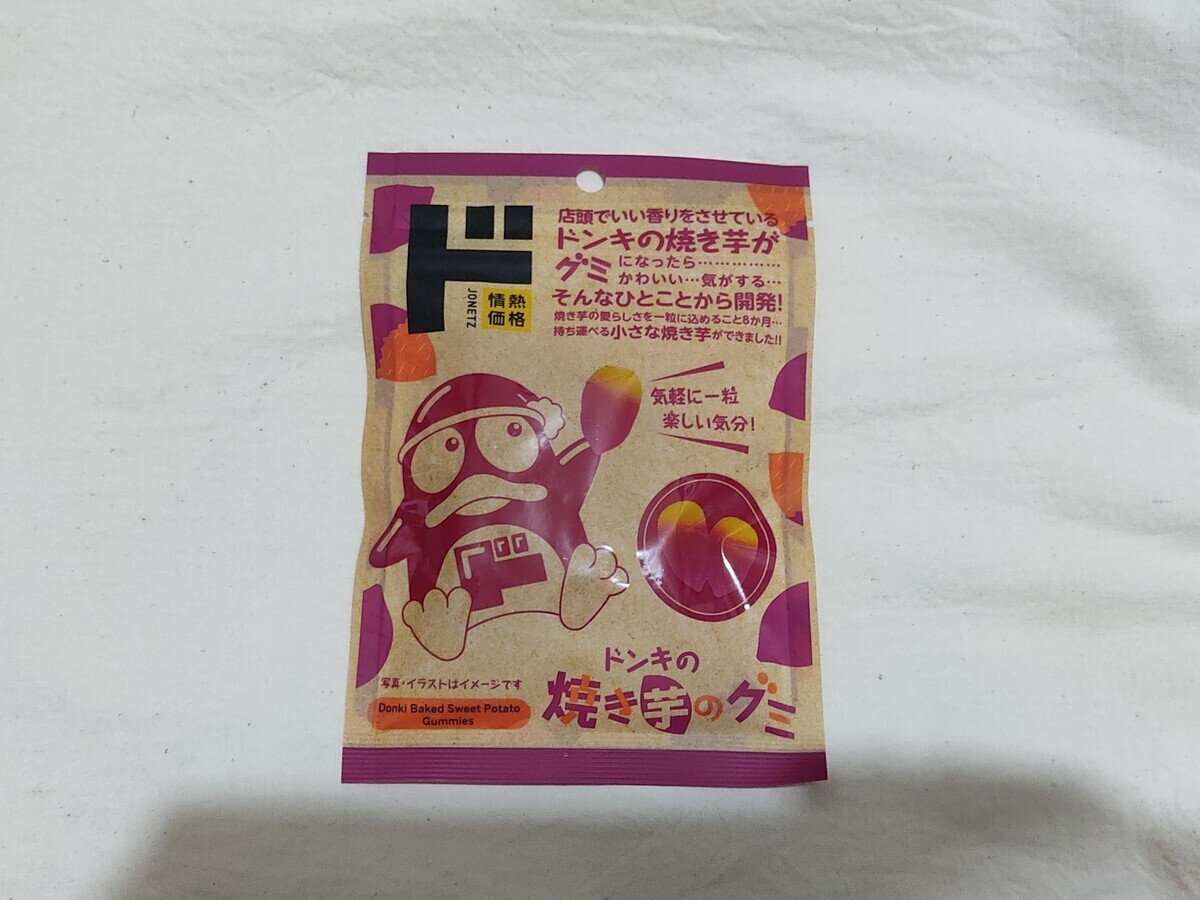 ド
JONETZ
情熱
価格
店頭でいい香りをさせている
ドンキの焼き芋が
グミになったら……………
かわいい…気がする…
そんなひとことから開発!
焼き芋の愛らしさを一粒に込めること8か月…
持ち運べる小さな焼き芋ができました!!
気軽に一粒
楽しい気分!
ド
ドンキの
焼き芋のグミ
写真・イラストはイメージです
Donki Baked Sweet Potato
Gummies